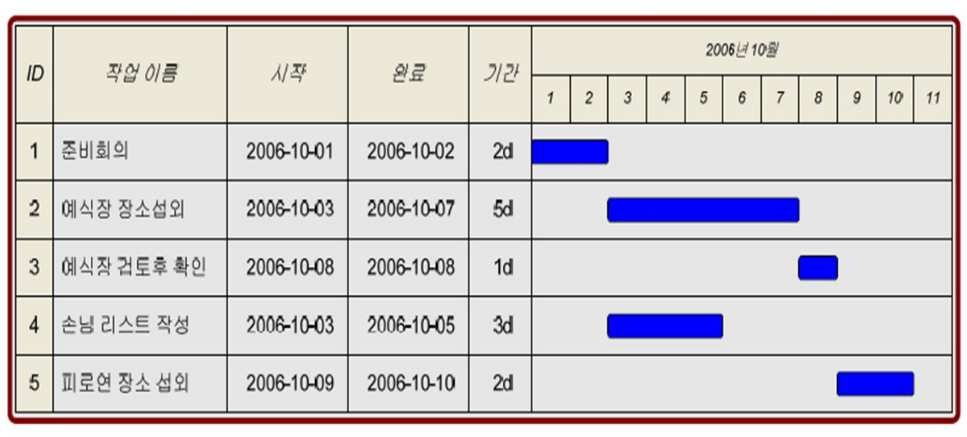 ID 작업 이름 시작 완료 기간 2006년 10월
1 2 3 4 5 6 7 8 9 10 11
1 준비회의 2006-10-01 2006-10-02 2d
2 예식장 장소섭외 2006-10-03 2006-10-07 5d
3 예식장 검토후 확인 2006-10-08 2006-10-08 1d
4 손님 리스트 작성 2006-10-03 2006-10-05 3d
5 피로연 장소 섭외 2006-10-09 2006-10-10 2d